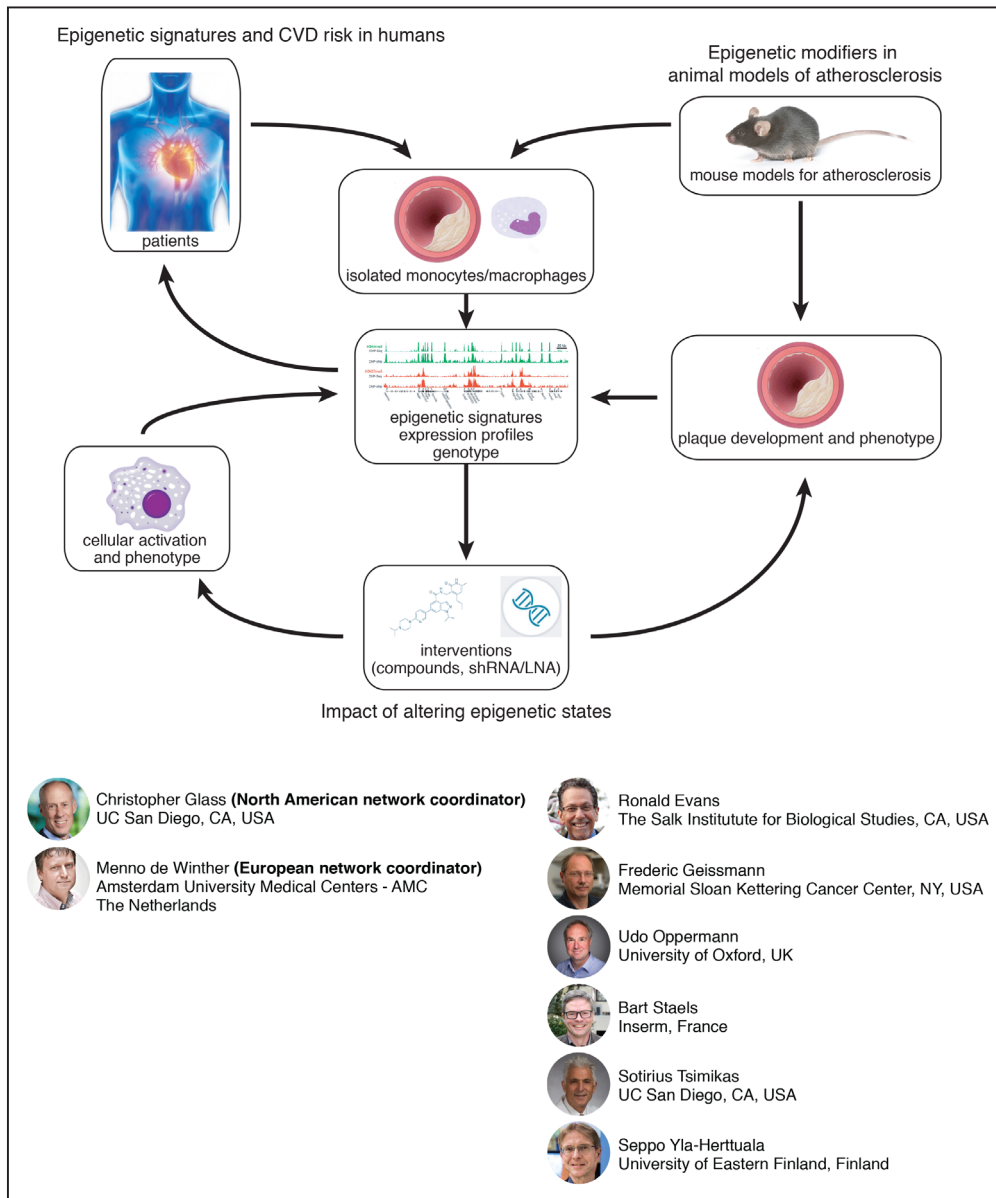 Epigenetic signatures and CVD risk in humans
Epigenetic modifiers in
animal models of atherosclerosis
patients
mouse models for atherosclerosis
isolated monocytes/macrophages
epigenetic signatures
expression profiles
genotype
plaque development and phenotype
cellular activation
and phenotype
interventions
(compounds, shRNA/LNA)
Impact of altering epigenetic states
Christopher Glass (North American network coordinator)
UC San Diego, CA, USA
Menno de Winther (European network coordinator)
Amsterdam University Medical Centers - AMC
The Netherlands
Ronald Evans
The Salk Institutute for Biological Studies, CA, USA
Frederic Geissmann
Memorial Sloan Kettering Cancer Center, NY, USA
Udo Oppermann
University of Oxford, UK
Bart Staels
Inserm, France
Sotirius Tsimikas
UC San Diego, CA, USA
Seppo Yla-Herttuala
University of Eastern Finland, Finland